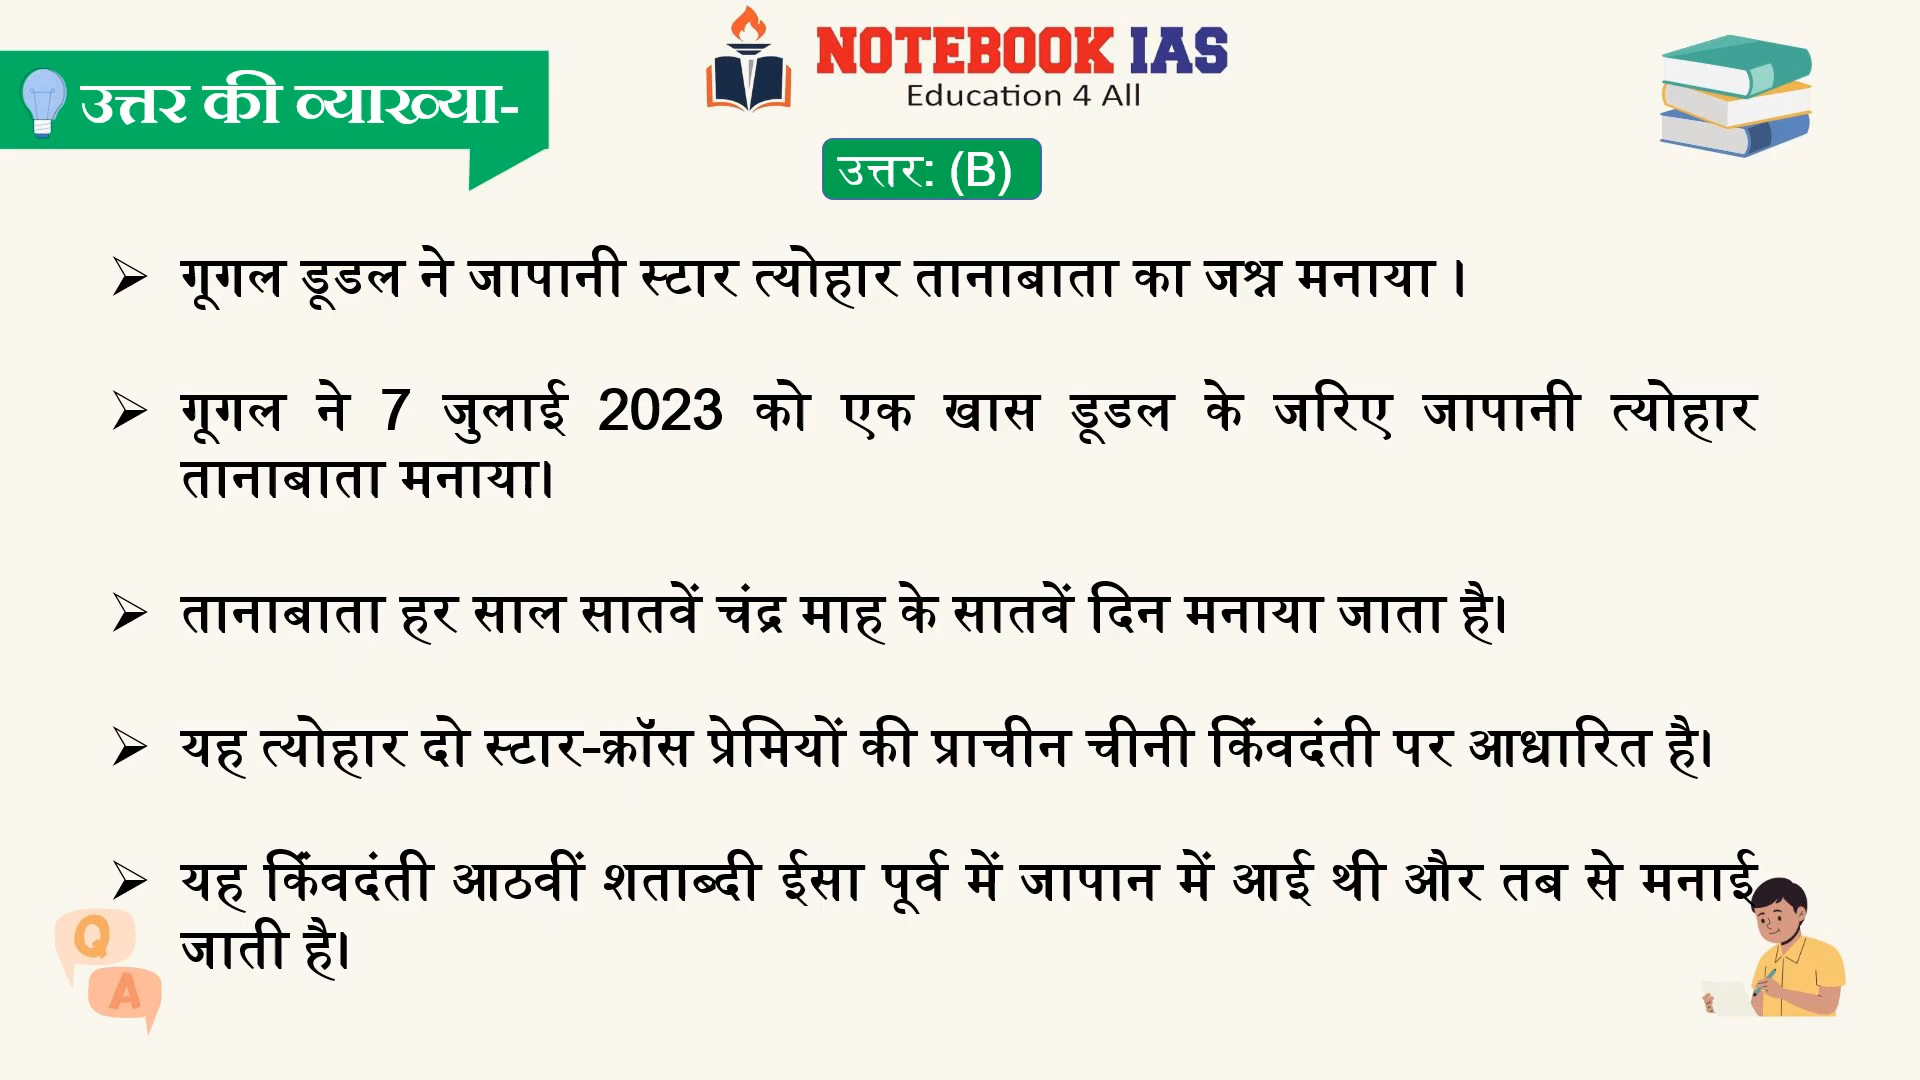 NOTEBOOK IAS
Education 4 All
उत्तर की व्याख्या-
उत्तर: (B)
➢ गूगल डूडल ने जापानी स्टार त्योहार तानाबाता का जश्न मनाया ।
➢ गूगल ने 7 जुलाई 2023 को एक खास डूडल के जरिए जापानी त्योहार
तानाबाता मनाया।
➢ तानाबाता हर साल सातवें चंद्र माह के सातवें दिन मनाया जाता है।
➢ यह त्योहार दो स्टार-क्रॉस प्रेमियों की प्राचीन चीनी किंवदंती पर आधारित है।
➢ यह किंवदंती आठवीं शताब्दी ईसा पूर्व में जापान में आई थी और तब से मनाई
जाती है।
Q
A